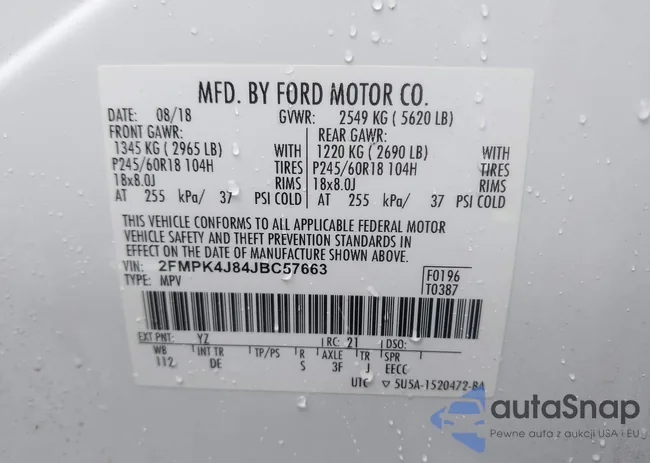 MFD. BY FORD MOTOR CO.
DATE: 08/18 GVWR: 2549 KG ( 5620 LB)
FRONT GAWR: REAR GAWR:
1345 KG ( 2965 LB) WITH 1220 KG ( 2690 LB) WITH
P245/60R18 104H TIRES P245/60R18 104H TIRES
18x8.0J RIMS 18x8.0J RIMS
AT 255 kPa/ 37 PSI COLD AT 255 kPa/ 37 PSI COLD
THIS VEHICLE CONFORMS TO ALL APPLICABLE FEDERAL MOTOR
VEHICLE SAFETY AND THEFT PREVENTION STANDARDS IN
EFFECT ON THE DATE OF MANUFACTURE SHOWN ABOVE.
VIN: 2FMPK4J84JBC57663 F0196
TYPE: MPV T0387
EXT PNT: YZ RC: 21 DSO:
WB INT TR TP/PS R AXLE TR SPR
112 DE S 3F J EECC
UTC ▽ 5U5A-1520472-8A
autaSnap
Pewne auta z aukcji USA i EU